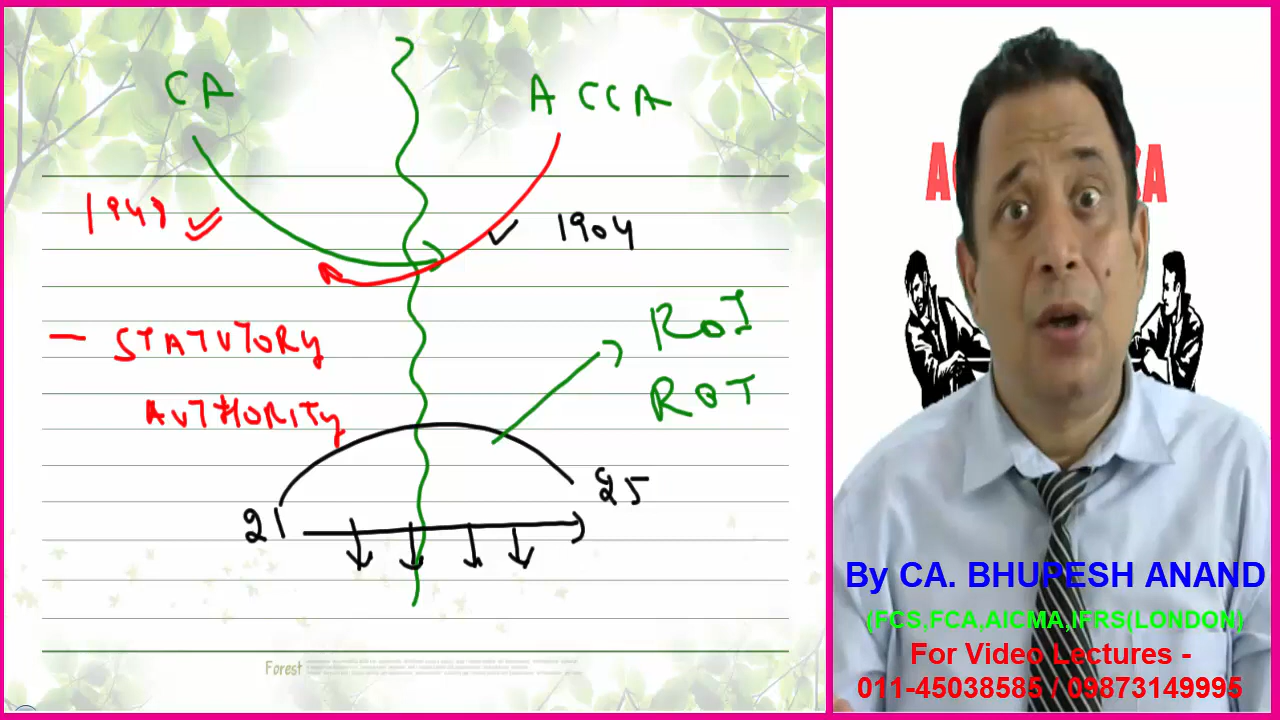 CA
ACCA
1949
1904
– STATUTORY
AUTHORITY
ROI
ROT
21
25
Forest
By CA. BHUPESH ANAND
(FCS,FCA,AICMA,IFRS(LONDON)
For Video Lectures -
011-45038585 / 09873149995